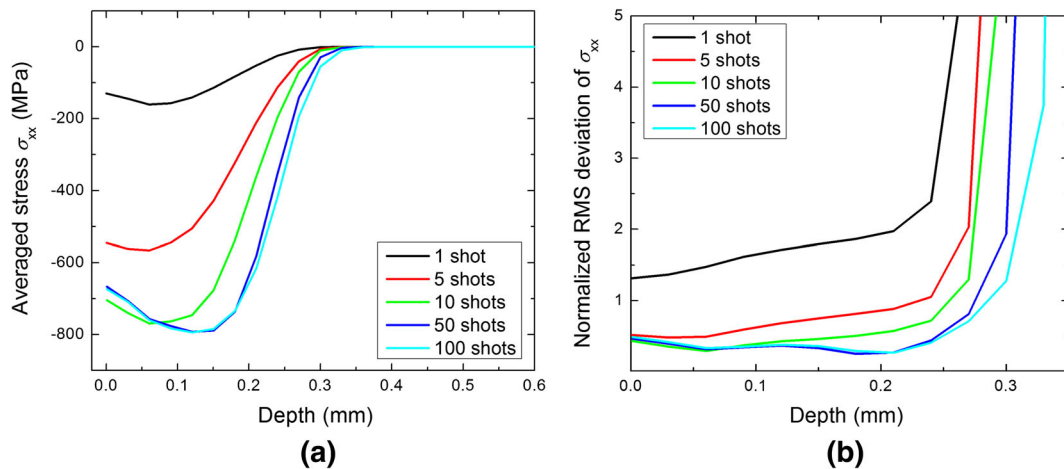 0
-200
-400
-600
-800
Averaged stress σxx (MPa)
1 shot
5 shots
10 shots
50 shots
100 shots
0.0 0.1 0.2 0.3 0.4 0.5 0.6
Depth (mm)
(a)
5
4
3
2
1
Normalized RMS deviation of σxx
1 shot
5 shots
10 shots
50 shots
100 shots
0.0 0.1 0.2 0.3
Depth (mm)
(b)